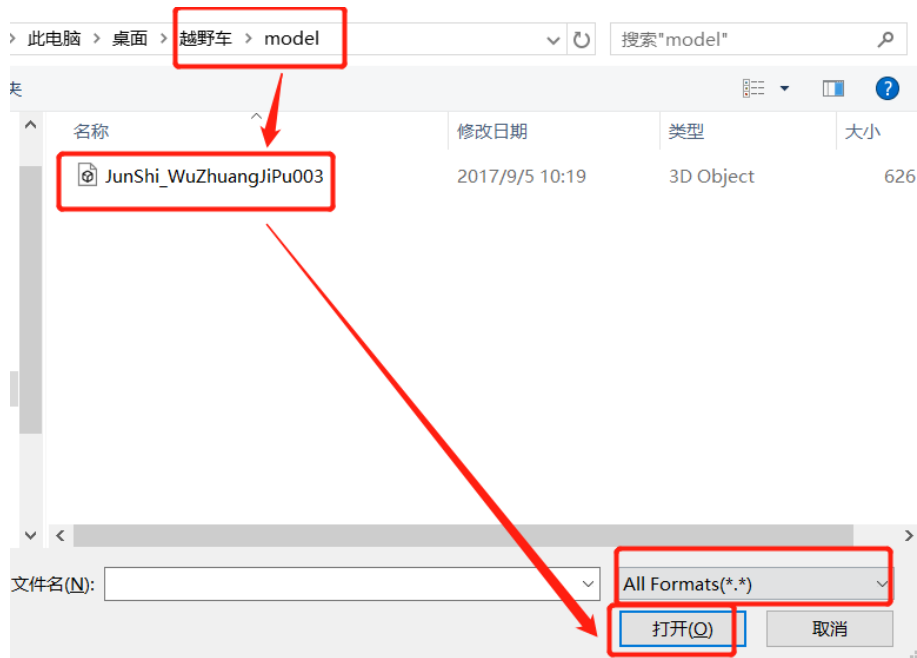 此电脑 > 桌面 > 越野车 > model 搜索"model"
夹
名称 修改日期 类型 大小
JunShi_WuZhuangJiPu003 2017/9/5 10:19 3D Object 626
文件名(N): All Formats(*.*)
打开(O) 取消